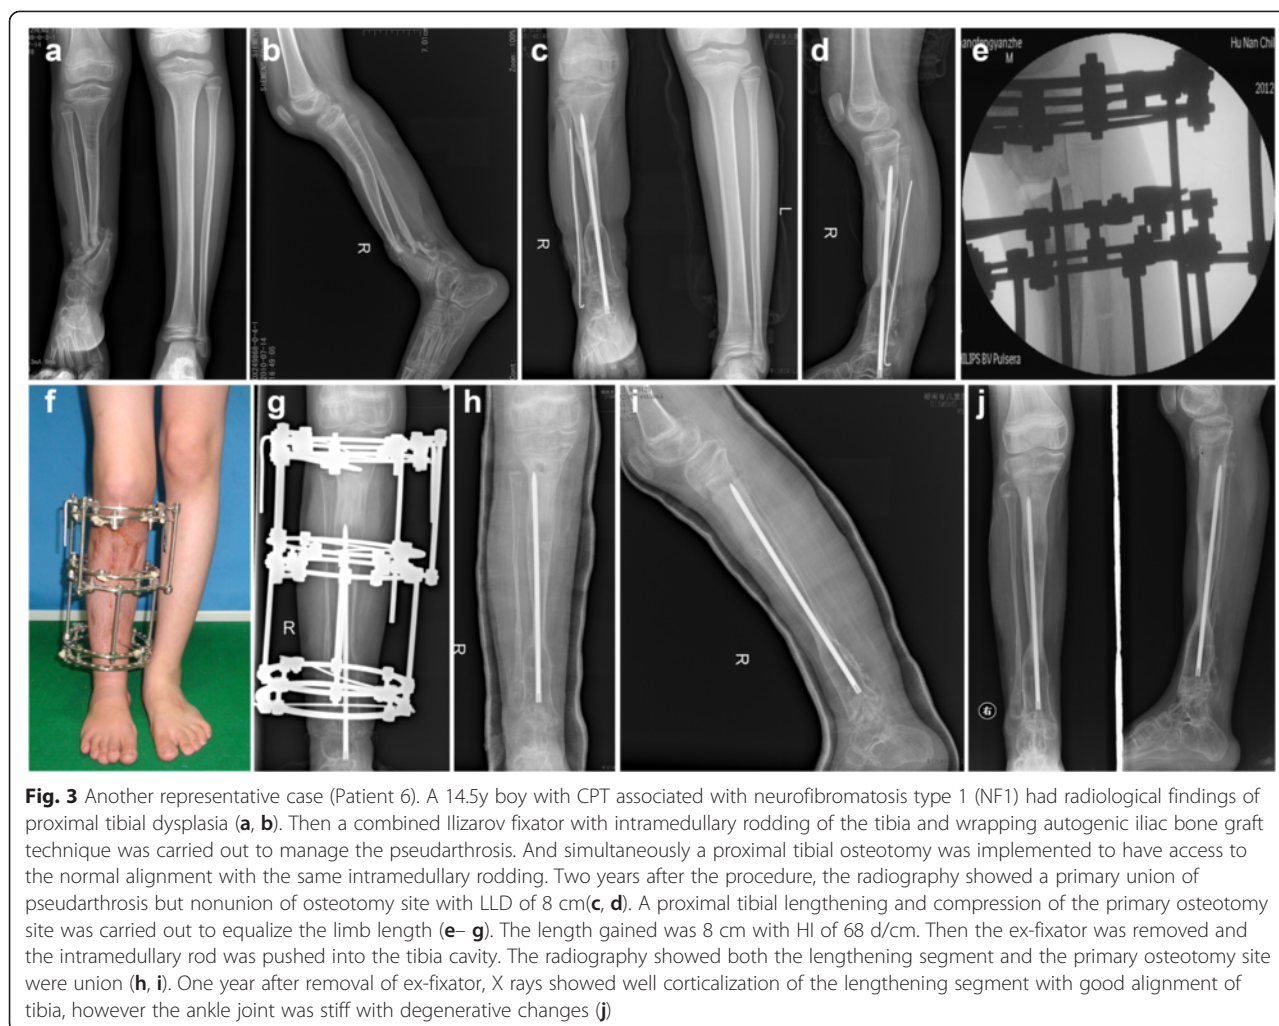 a
b
c
d
e
angfengyanzhe
M
Hu Nan Chil
2012
R
R
L
R
2010-07-14
HILIPS BV Pulsera
f
g
h
i
j
R
R
R
右
Fig. 3 Another representative case (Patient 6). A 14.5y boy with CPT associated with neurofibromatosis type 1 (NF1) had radiological findings of
proximal tibial dysplasia (a, b). Then a combined Ilizarov fixator with intramedullary rodding of the tibia and wrapping autogenic iliac bone graft
technique was carried out to manage the pseudarthrosis. And simultaneously a proximal tibial osteotomy was implemented to have access to
the normal alignment with the same intramedullary rodding. Two years after the procedure, the radiography showed a primary union of
pseudarthrosis but nonunion of osteotomy site with LLD of 8 cm(c, d). A proximal tibial lengthening and compression of the primary osteotomy
site was carried out to equalize the limb length (e– g). The length gained was 8 cm with HI of 68 d/cm. Then the ex-fixator was removed and
the intramedullary rod was pushed into the tibia cavity. The radiography showed both the lengthening segment and the primary osteotomy site
were union (h, i). One year after removal of ex-fixator, X rays showed well corticalization of the lengthening segment with good alignment of
tibia, however the ankle joint was stiff with degenerative changes (j)